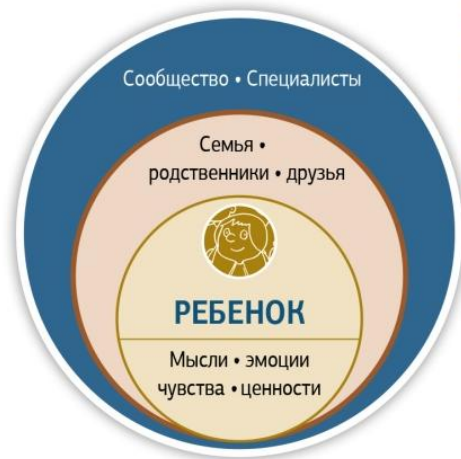 Сообщество • Специалисты
Семья •
родственники • друзья
РЕБЕНОК
Мысли • эмоции
чувства • ценности